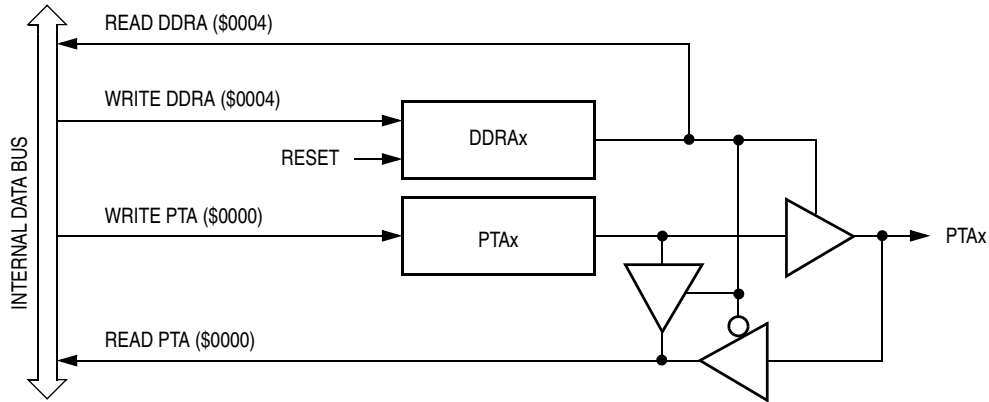 READ DDRA ($0004)
WRITE DDRA ($0004)
DDRAx
RESET
INTERNAL DATA BUS
WRITE PTA ($0000)
PTAx
PTAx
READ PTA ($0000)